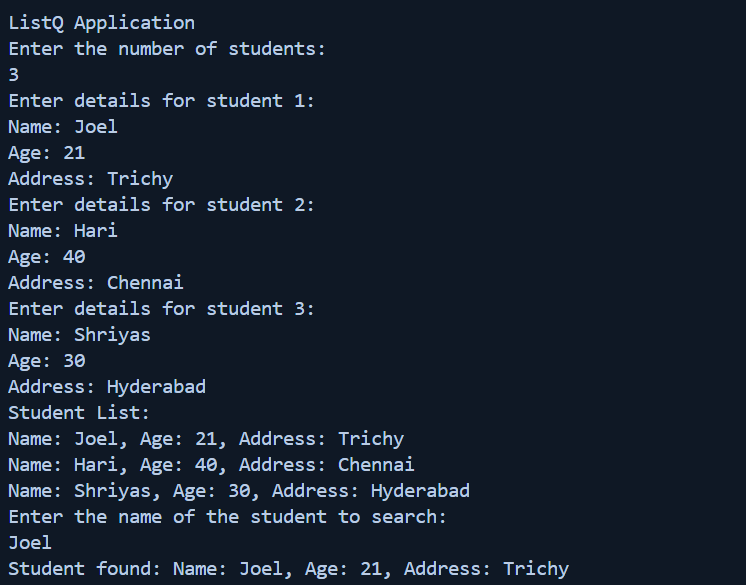 ListQ Application
Enter the number of students:
3
Enter details for student 1:
Name: Joel
Age: 21
Address: Trichy
Enter details for student 2:
Name: Hari
Age: 40
Address: Chennai
Enter details for student 3:
Name: Shriyas
Age: 30
Address: Hyderabad
Student List:
Name: Joel, Age: 21, Address: Trichy
Name: Hari, Age: 40, Address: Chennai
Name: Shriyas, Age: 30, Address: Hyderabad
Enter the name of the student to search:
Joel
Student found: Name: Joel, Age: 21, Address: Trichy